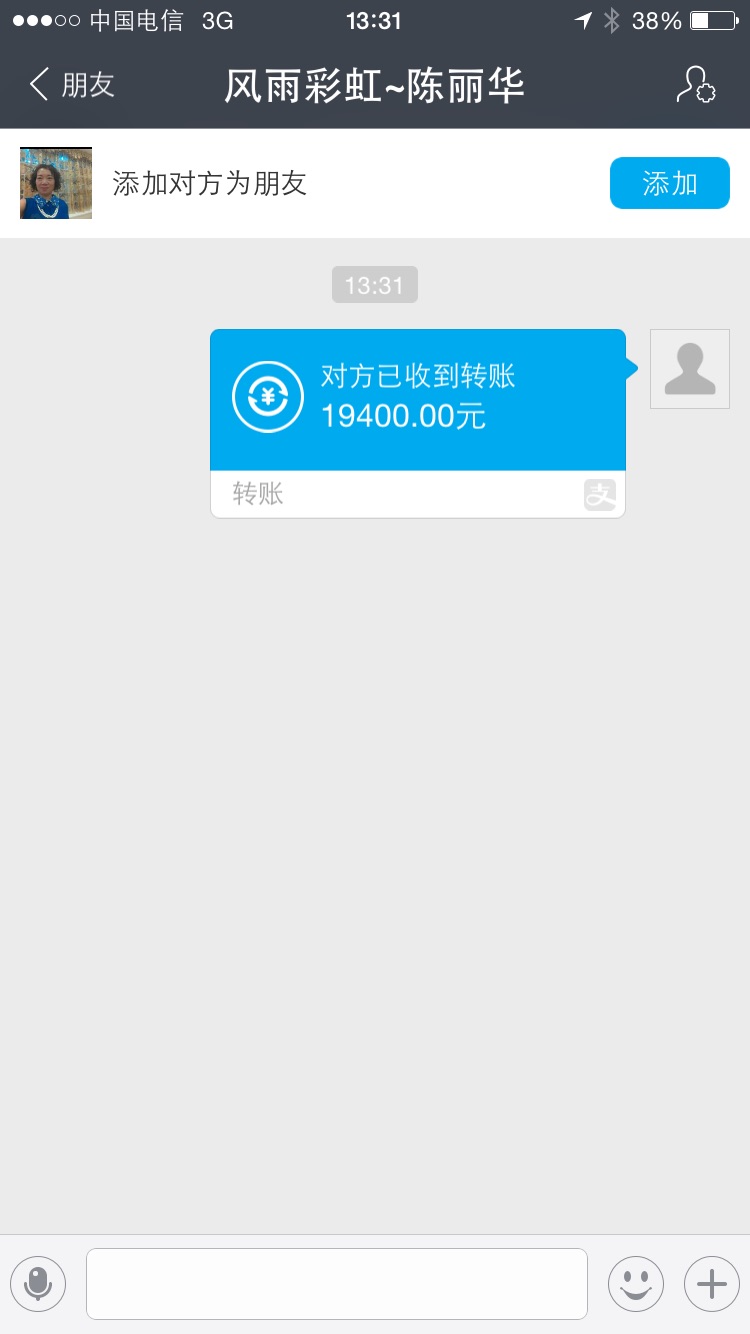 中国电信 3G 13:31 38%
朋友 风雨彩虹~陈丽华
添加对方为朋友 添加
13:31
对方已收到转账
19400.00元
转账 支